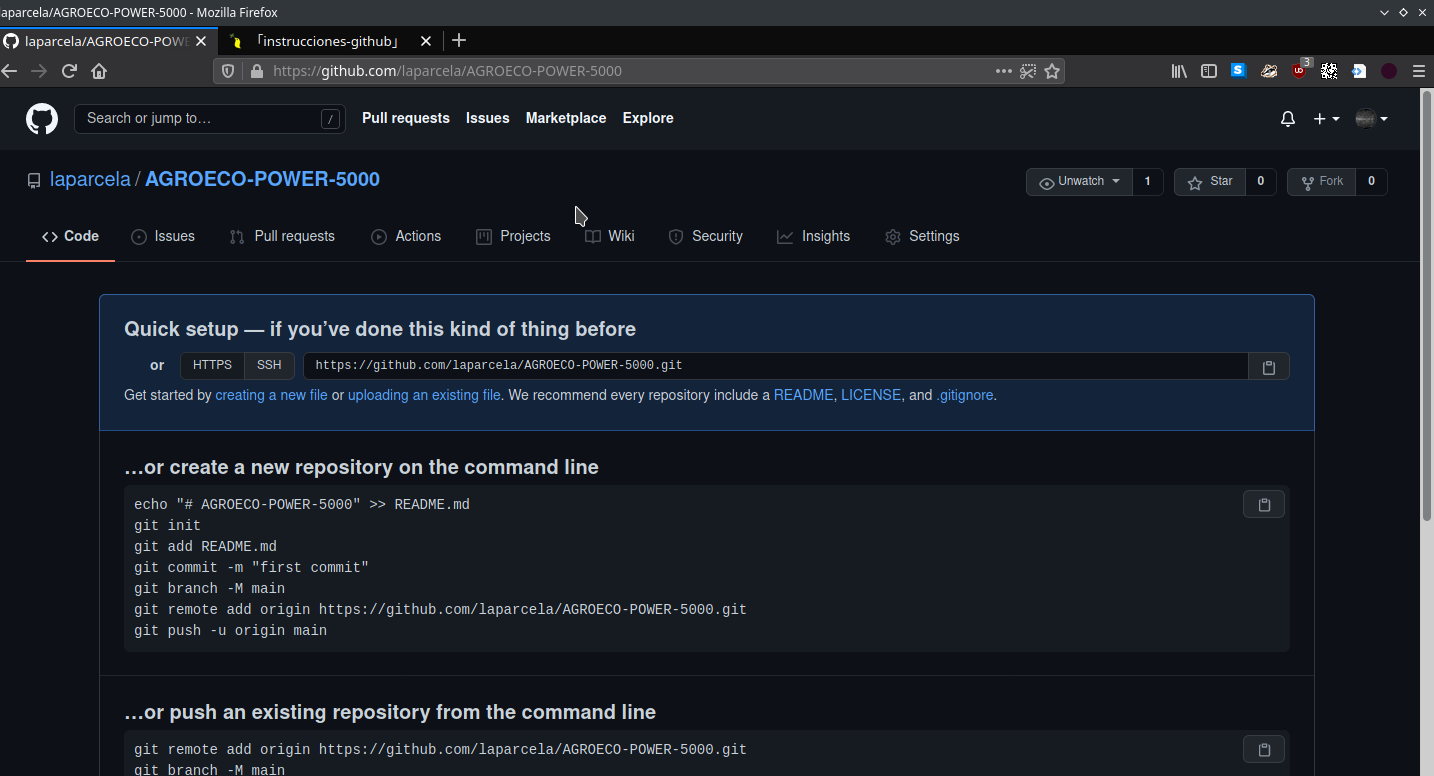 laparcela/AGROECO-POWER-5000 - Mozilla Firefox
laparcela/AGROECO-POWE
「instrucciones-github」
https://github.com/laparcela/AGROECO-POWER-5000
S
uD
3
Search or jump to…
/
Pull requests
Issues
Marketplace
Explore
laparcela / AGROECO-POWER-5000
Unwatch 1
Star 0
Fork 0
Code
Issues
Pull requests
Actions
Projects
Wiki
Security
Insights
Settings
Quick setup — if you’ve done this kind of thing before
or HTTPS SSH https://github.com/laparcela/AGROECO-POWER-5000.git
Get started by creating a new file or uploading an existing file. We recommend every repository include a README, LICENSE, and .gitignore.
…or create a new repository on the command line
echo "# AGROECO-POWER-5000" >> README.md
git init
git add README.md
git commit -m "first commit"
git branch -M main
git remote add origin https://github.com/laparcela/AGROECO-POWER-5000.git
git push -u origin main
…or push an existing repository from the command line
git remote add origin https://github.com/laparcela/AGROECO-POWER-5000.git
git branch -M main